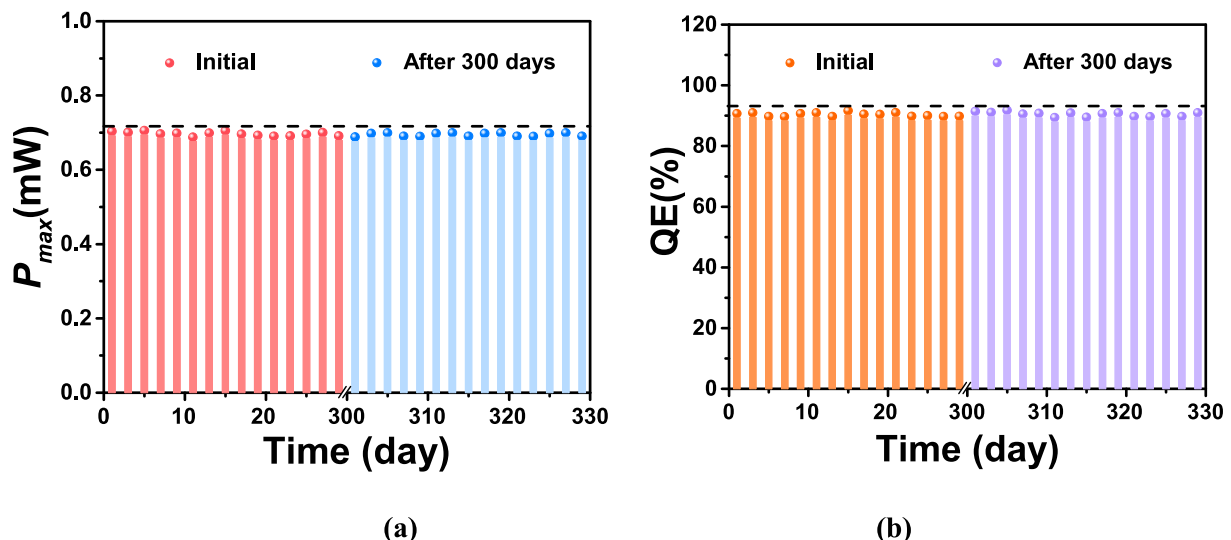 1.0
0.8
0.6
0.4
0.2
0.0
P_max(mW)
Initial
After 300 days
0 10 20 300 310 320 330
Time (day)
(a)
120
100
80
60
40
20
0
QE(%)
Initial
After 300 days
0 10 20 300 310 320 330
Time (day)
(b)